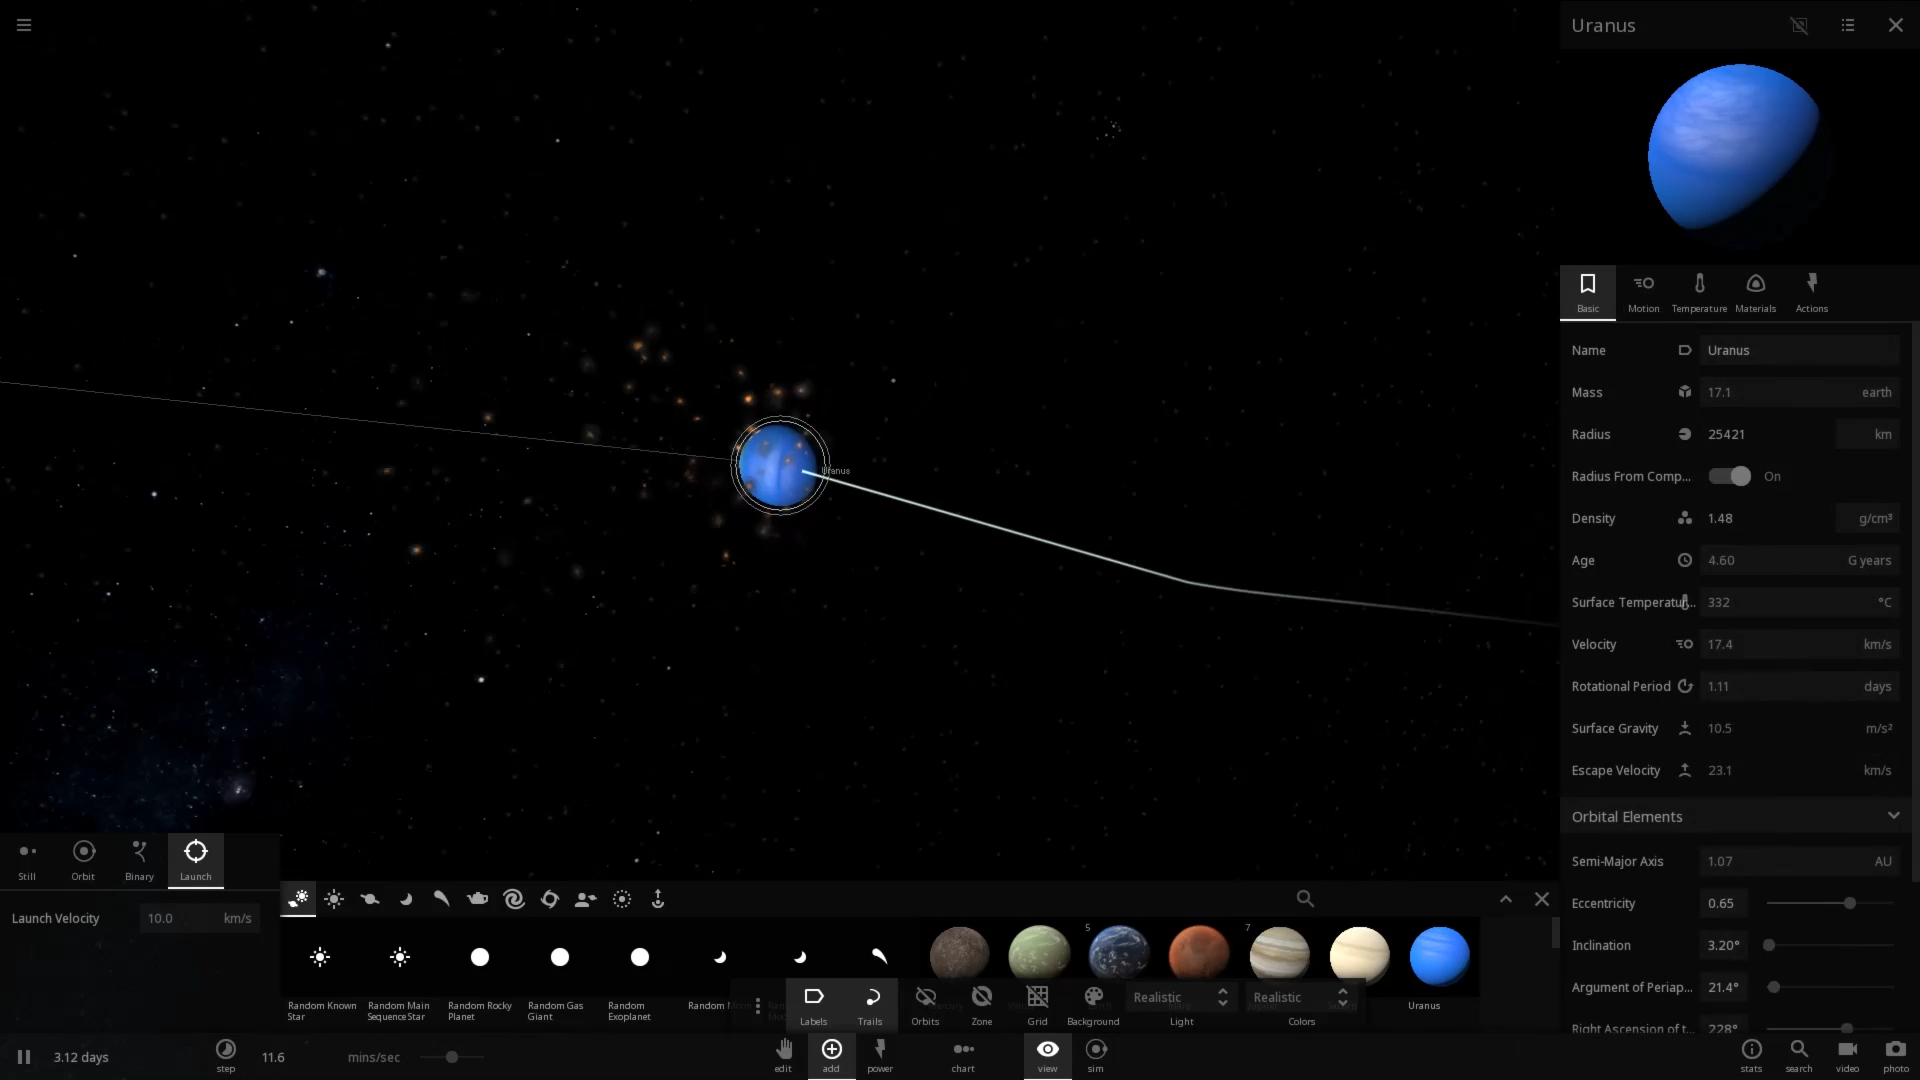 Uranus
Basic
Motion
Temperature
Materials
Actions
Name
Uranus
Mass
17.1
earth
Radius
25421
km
Radius From Comp...
On
Density
1.48
g/cm³
Age
4.60
G years
Surface Temperatur...
332
°C
Velocity
17.4
km/s
Rotational Period
1.11
days
Surface Gravity
10.5
m/s²
Escape Velocity
23.1
km/s
Orbital Elements
Semi-Major Axis
1.07
AU
Eccentricity
0.65
Inclination
3.20°
Argument of Periap...
21.4°
Right Ascension of t...
228°
Uranus
Still
Orbit
Binary
Launch
Launch Velocity
10.0
km/s
5
7
Random Known
Star
Random Main
Sequence Star
Random Rocky
Planet
Random Gas
Giant
Random
Exoplanet
Random Moon
Uranus
Labels
Trails
Orbits
Zone
Grid
Background
Realistic
Light
Realistic
Colors
3.12 days
step
11.6
mins/sec
edit
add
power
chart
view
sim
stats
search
video
photo